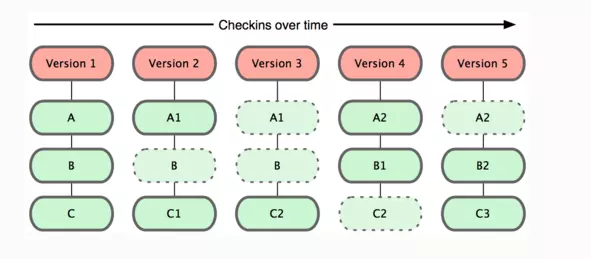 Checkins over time
Version 1 Version 2 Version 3 Version 4 Version 5
A A1 A1 A2 A2
B B B B1 B2
C C1 C2 C2 C3